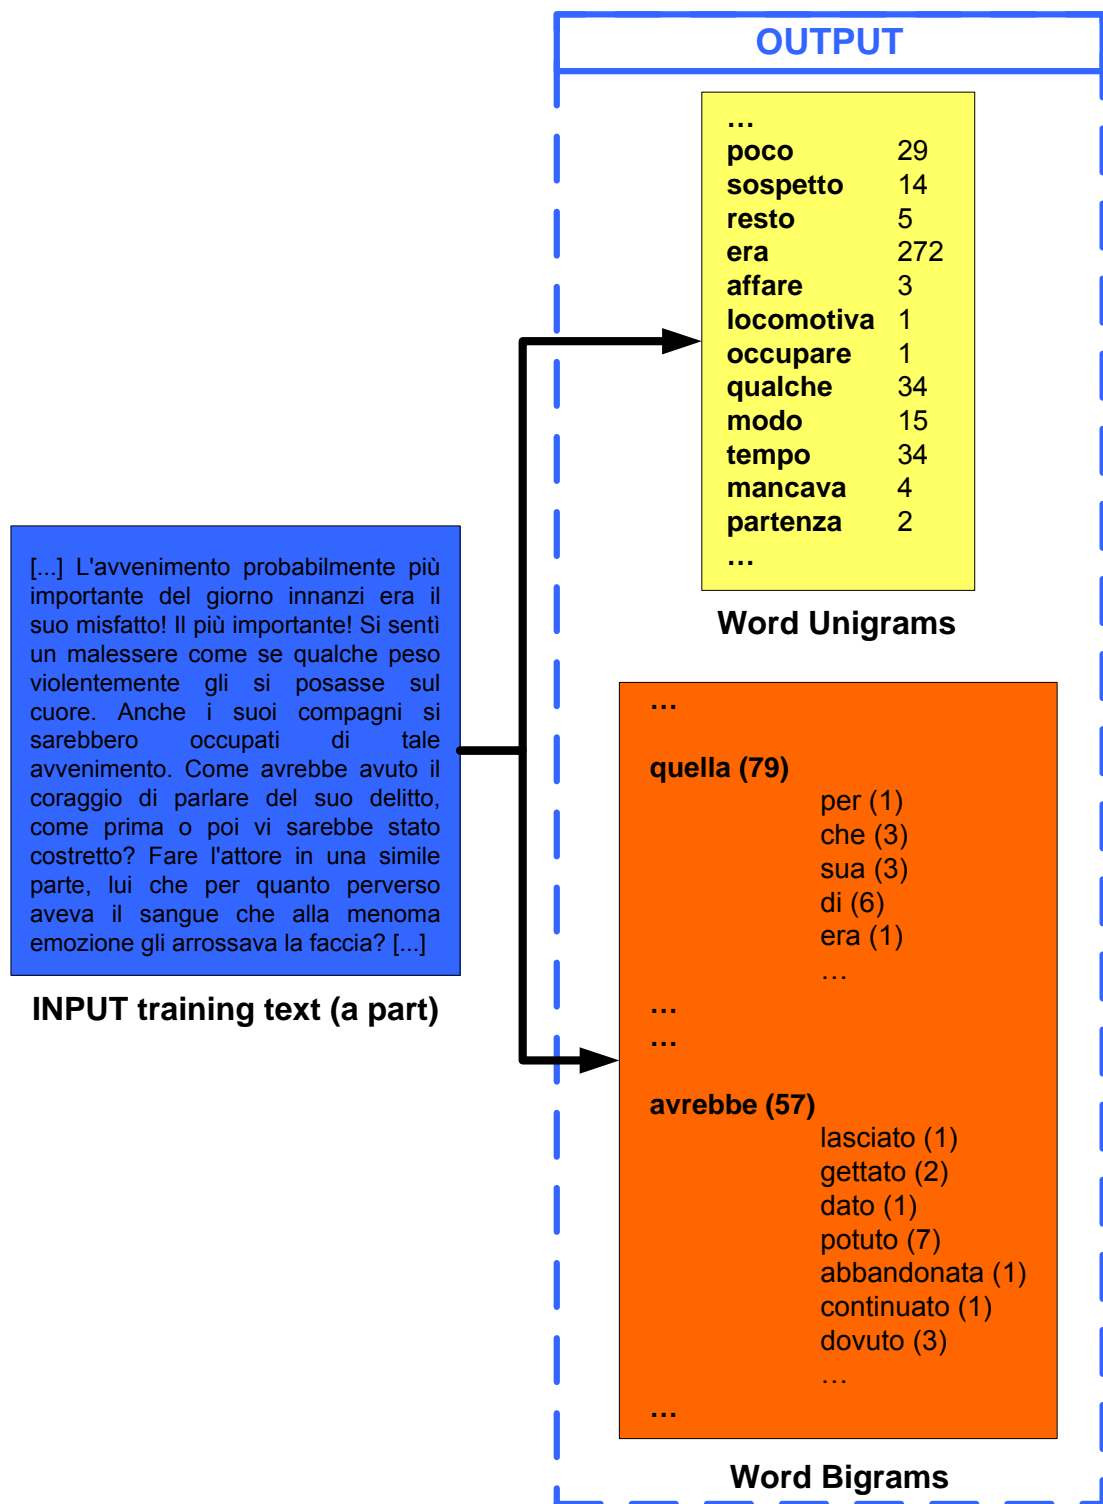 OUTPUT
…
poco 29
sospetto 14
resto 5
era 272
affare 3
locomotiva 1
occupare 1
qualche 34
modo 15
tempo 34
mancava 4
partenza 2
…
Word Unigrams
[...] L'avvenimento probabilmente più
importante del giorno innanzi era il
suo misfatto! Il più importante! Si sentì
un malessere come se qualche peso
violentemente gli si posasse sul
cuore. Anche i suoi compagni si
sarebbero occupati di tale
avvenimento. Come avrebbe avuto il
coraggio di parlare del suo delitto,
come prima o poi vi sarebbe stato
costretto? Fare l'attore in una simile
parte, lui che per quanto perverso
aveva il sangue che alla menoma
emozione gli arrossava la faccia? [...]
INPUT training text (a part)
…
quella (79)
per (1)
che (3)
sua (3)
di (6)
era (1)
…
…
…
avrebbe (57)
lasciato (1)
gettato (2)
dato (1)
potuto (7)
abbandonata (1)
continuato (1)
dovuto (3)
…
…
Word Bigrams